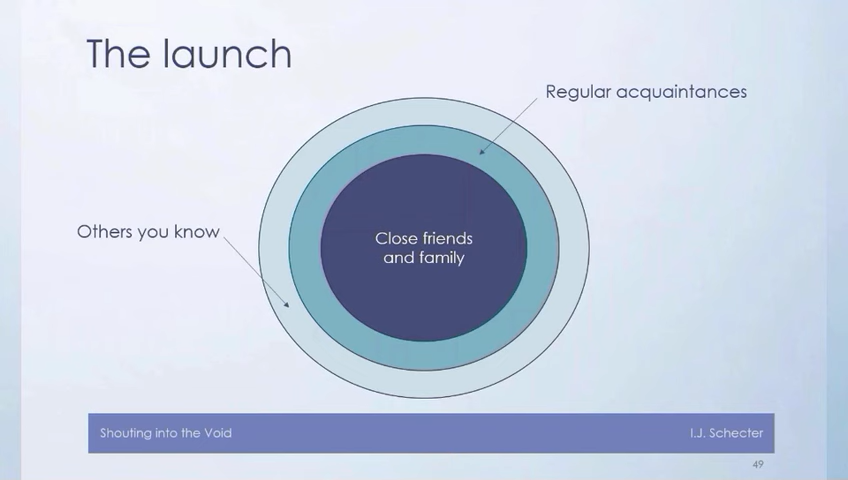 The launch
Regular acquaintances
Others you know
Close friends
and family
Shouting into the Void
I.J. Schecter
49